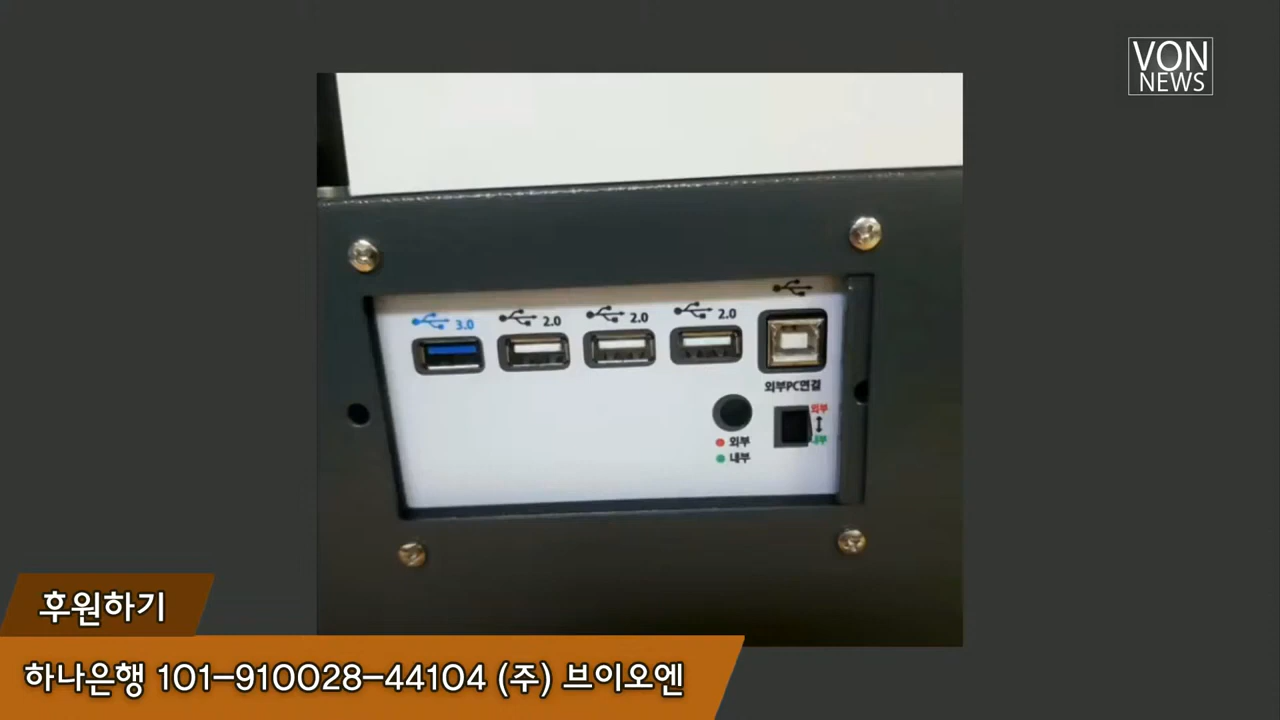 VON
NEWS
3.0
2.0
2.0
2.0
외부PC연결
외부
내부
외부
내부
후원하기
하나은행 101-910028-44104 (주) 브이오엔